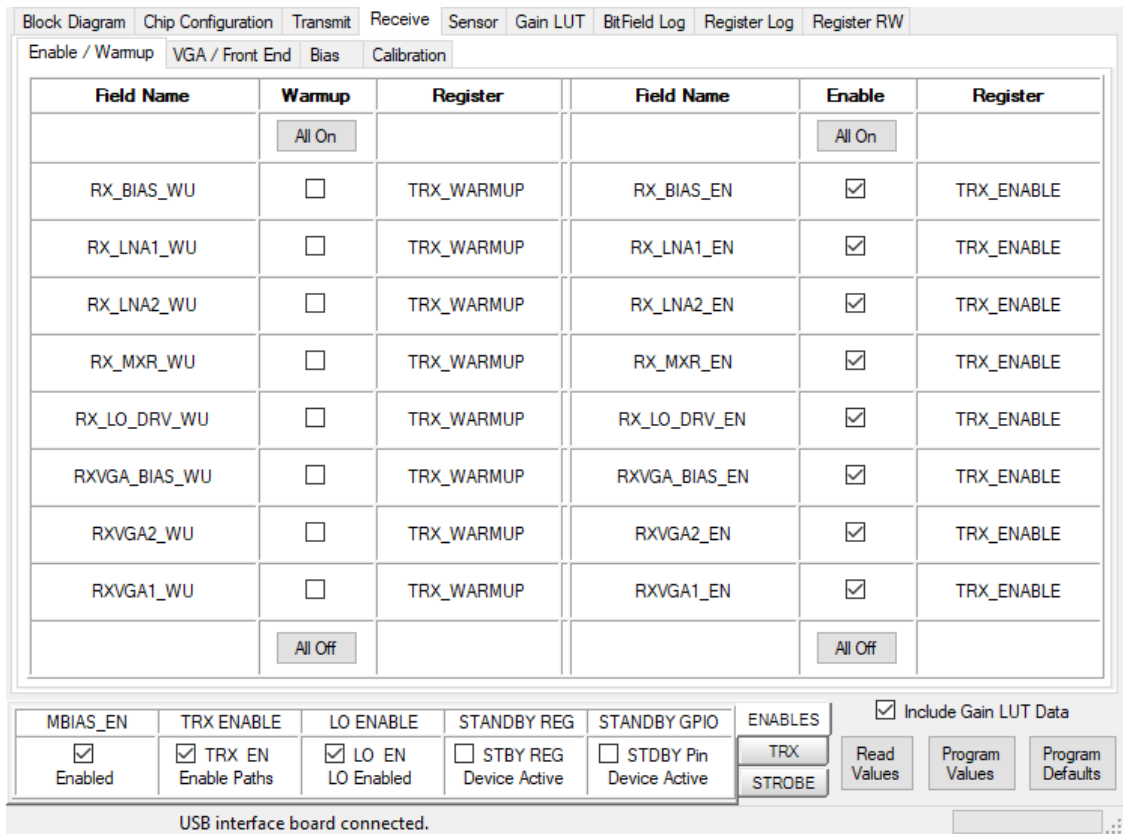 Block Diagram Chip Configuration Transmit Receive Sensor Gain LUT BitField Log Register Log Register RW
Enable / Warmup VGA / Front End Bias Calibration
Field Name Warmup Register Field Name Enable Register
All On All On
RX_BIAS_WU TRX_WARMUP RX_BIAS_EN TRX_ENABLE
RX_LNA1_WU TRX_WARMUP RX_LNA1_EN TRX_ENABLE
RX_LNA2_WU TRX_WARMUP RX_LNA2_EN TRX_ENABLE
RX_MXR_WU TRX_WARMUP RX_MXR_EN TRX_ENABLE
RX_LO_DRV_WU TRX_WARMUP RX_LO_DRV_EN TRX_ENABLE
RXVGA_BIAS_WU TRX_WARMUP RXVGA_BIAS_EN TRX_ENABLE
RXVGA2_WU TRX_WARMUP RXVGA2_EN TRX_ENABLE
RXVGA1_WU TRX_WARMUP RXVGA1_EN TRX_ENABLE
All Off All Off
MBIAS_EN TRX ENABLE LO ENABLE STANDBY REG STANDBY GPIO ENABLES Include Gain LUT Data
TRX EN LO EN STBY REG STDBY Pin TRX Read Program Program
Enabled Enable Paths LO Enabled Device Active Device Active STROBE Values Values Defaults
USB interface board connected.